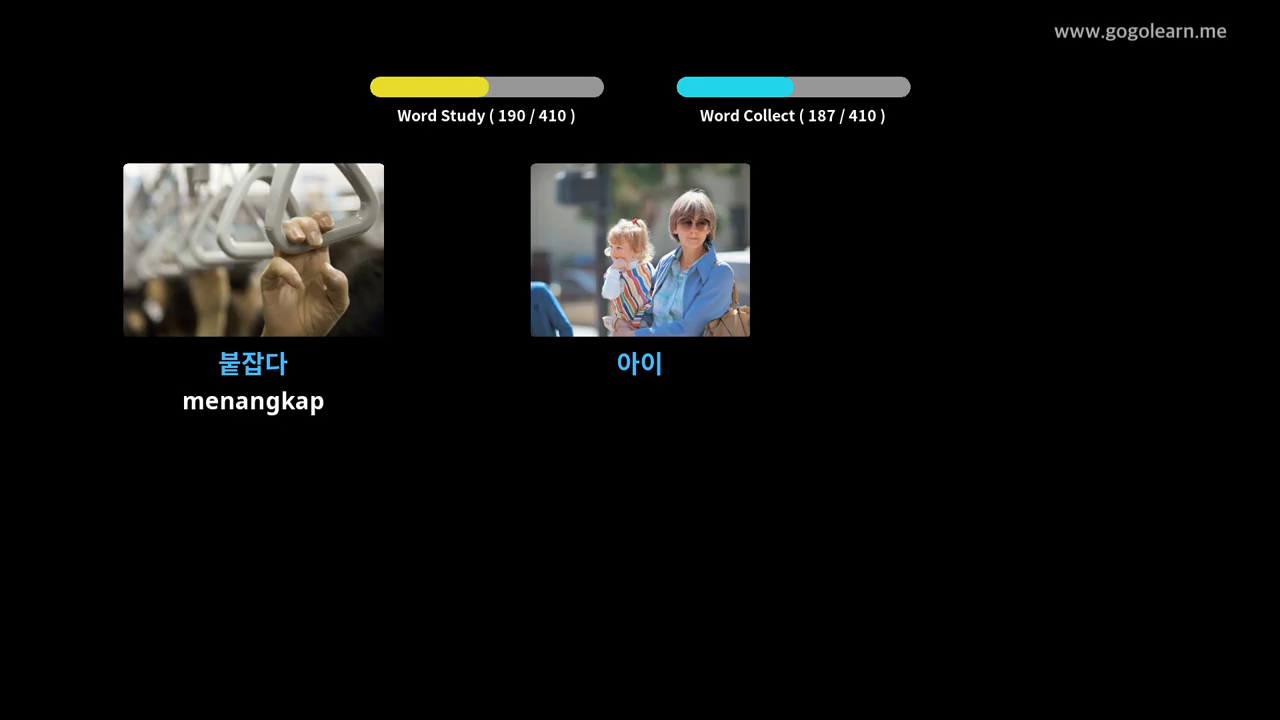 www.gogolearn.me
Word Study ( 190 / 410 )
Word Collect ( 187 / 410 )
붙잡다
menangkap
아이